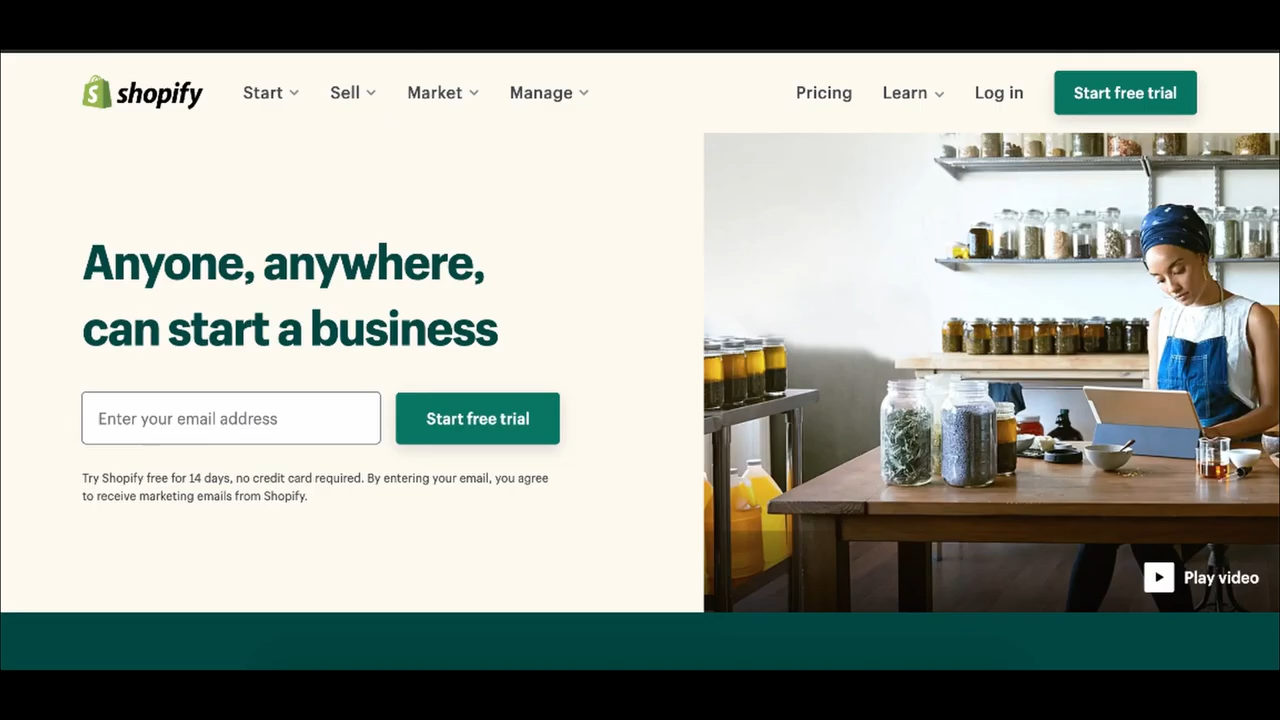 shopify
Start
Sell
Market
Manage
Pricing
Learn
Log in
Start free trial
Anyone, anywhere,
can start a business
Enter your email address
Start free trial
Try Shopify free for 14 days, no credit card required. By entering your email, you agree
to receive marketing emails from Shopify.
Play video